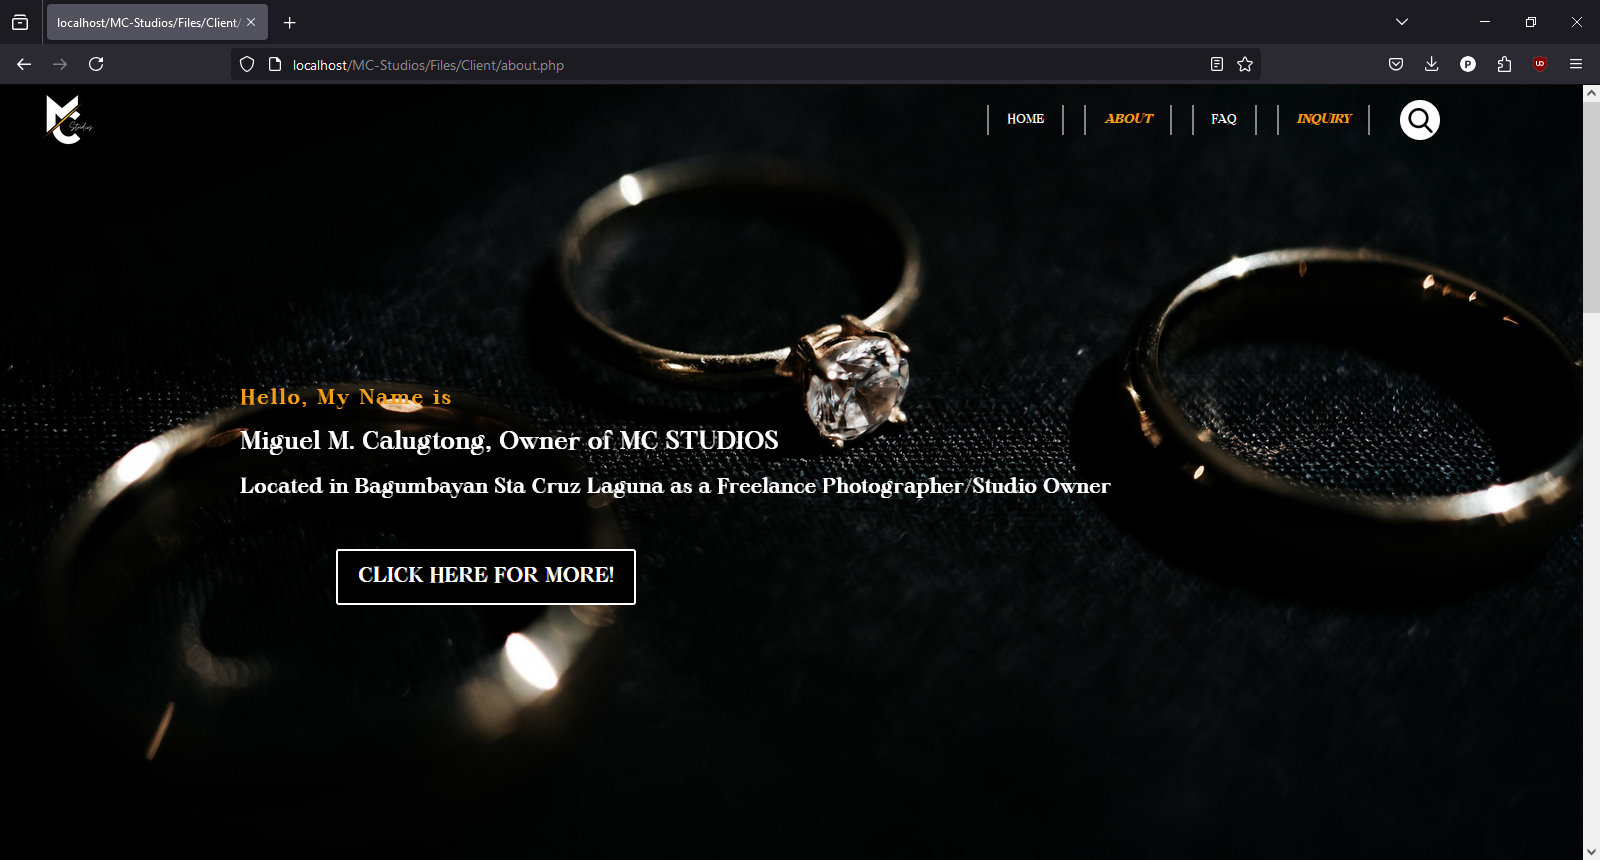 localhost/MC-Studios/Files/Client/
localhost/MC-Studios/Files/Client/about.php
MC Studios
HOME
ABOUT
FAQ
INQUIRY
Hello, My Name is
Miguel M. Calugtong, Owner of MC STUDIOS
Located in Bagumbayan Sta Cruz Laguna as a Freelance Photographer/Studio Owner
CLICK HERE FOR MORE!